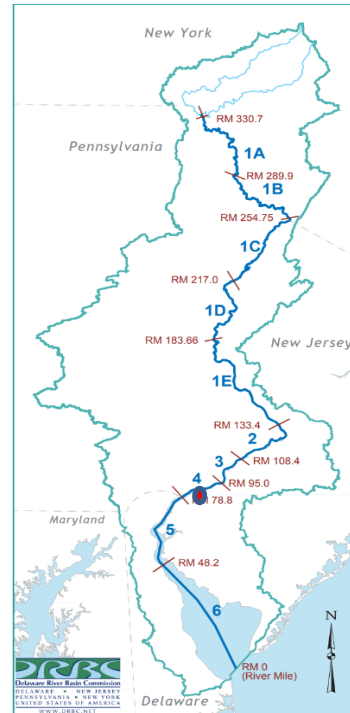 New York
RM 330.7
Pennsylvania
1A
RM 289.9
1B
RM 254.75
1C
RM 217.0
1D
RM 183.66
New Jersey
1E
RM 133.4
2
3
RM 108.4
4
RM 95.0
78.8
Maryland
5
RM 48.2
6
N
RM 0
(River Mile)
Delaware
DRBC
Delaware River Basin Commission
DELAWARE • NEW JERSEY
PENNSYLVANIA • NEW YORK
UNITED STATES OF AMERICA
WWW.DRBC.NET